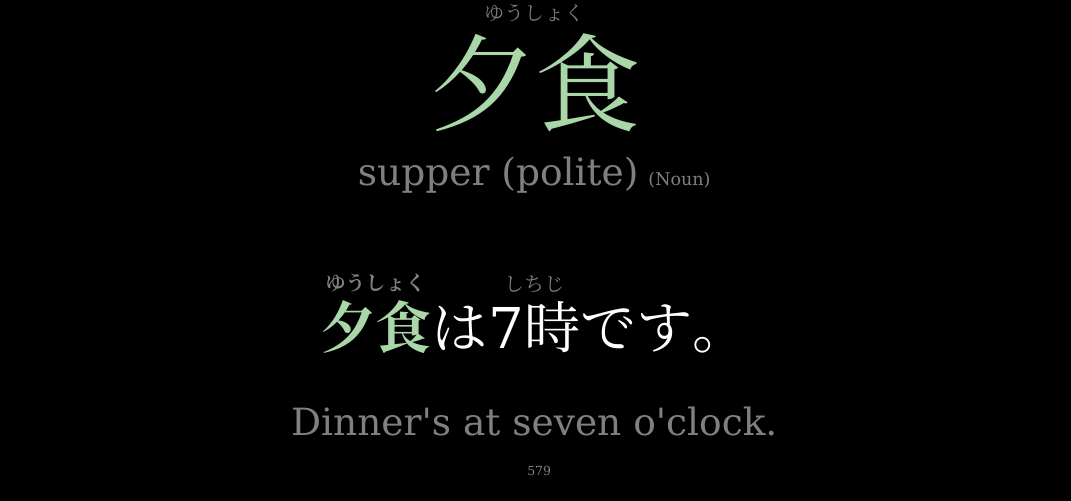 ゆうしょく
夕食
supper (polite) (Noun)
ゆうしょく しちじ
夕食は7時です。
Dinner's at seven o'clock.
579